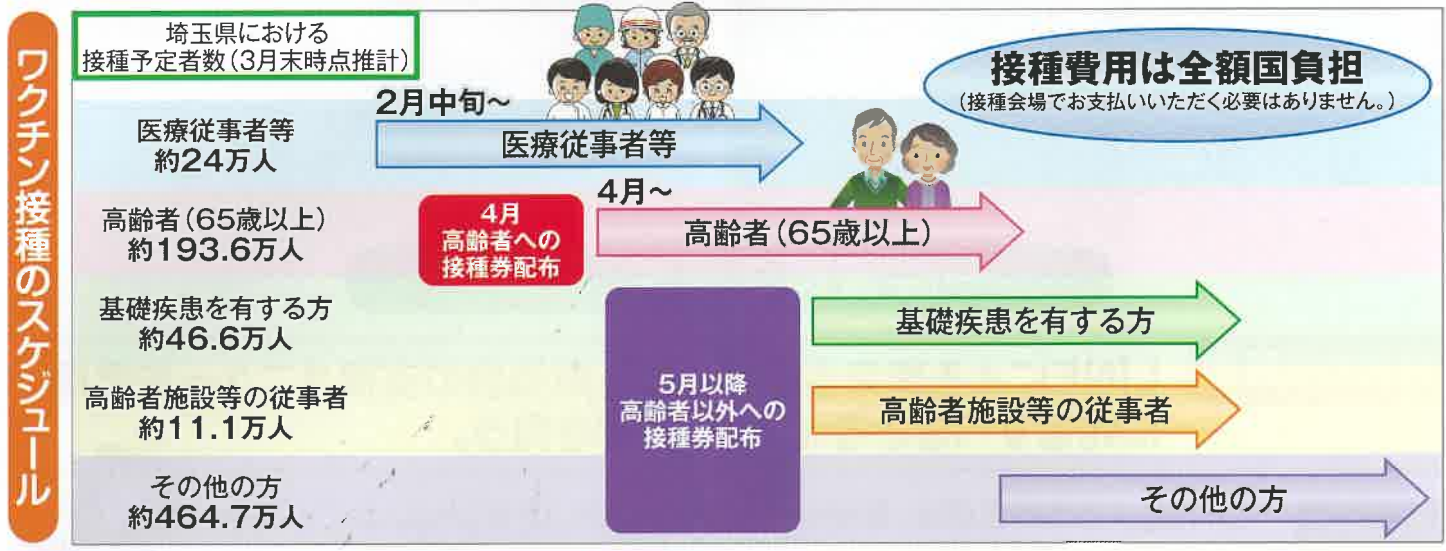 ワクチン接種のスケジュール
埼玉県における
接種予定者数(3月末時点推計)
接種費用は全額国負担
(接種会場でお支払いいただく必要はありません。)
医療従事者等
約24万人
2月中旬～
医療従事者等
高齢者(65歳以上)
約193.6万人
4月
高齢者への
接種券配布
4月～
高齢者(65歳以上)
基礎疾患を有する方
約46.6万人
基礎疾患を有する方
高齢者施設等の従事者
約11.1万人
5月以降
高齢者以外への
接種券配布
高齢者施設等の従事者
その他の方
約464.7万人
その他の方